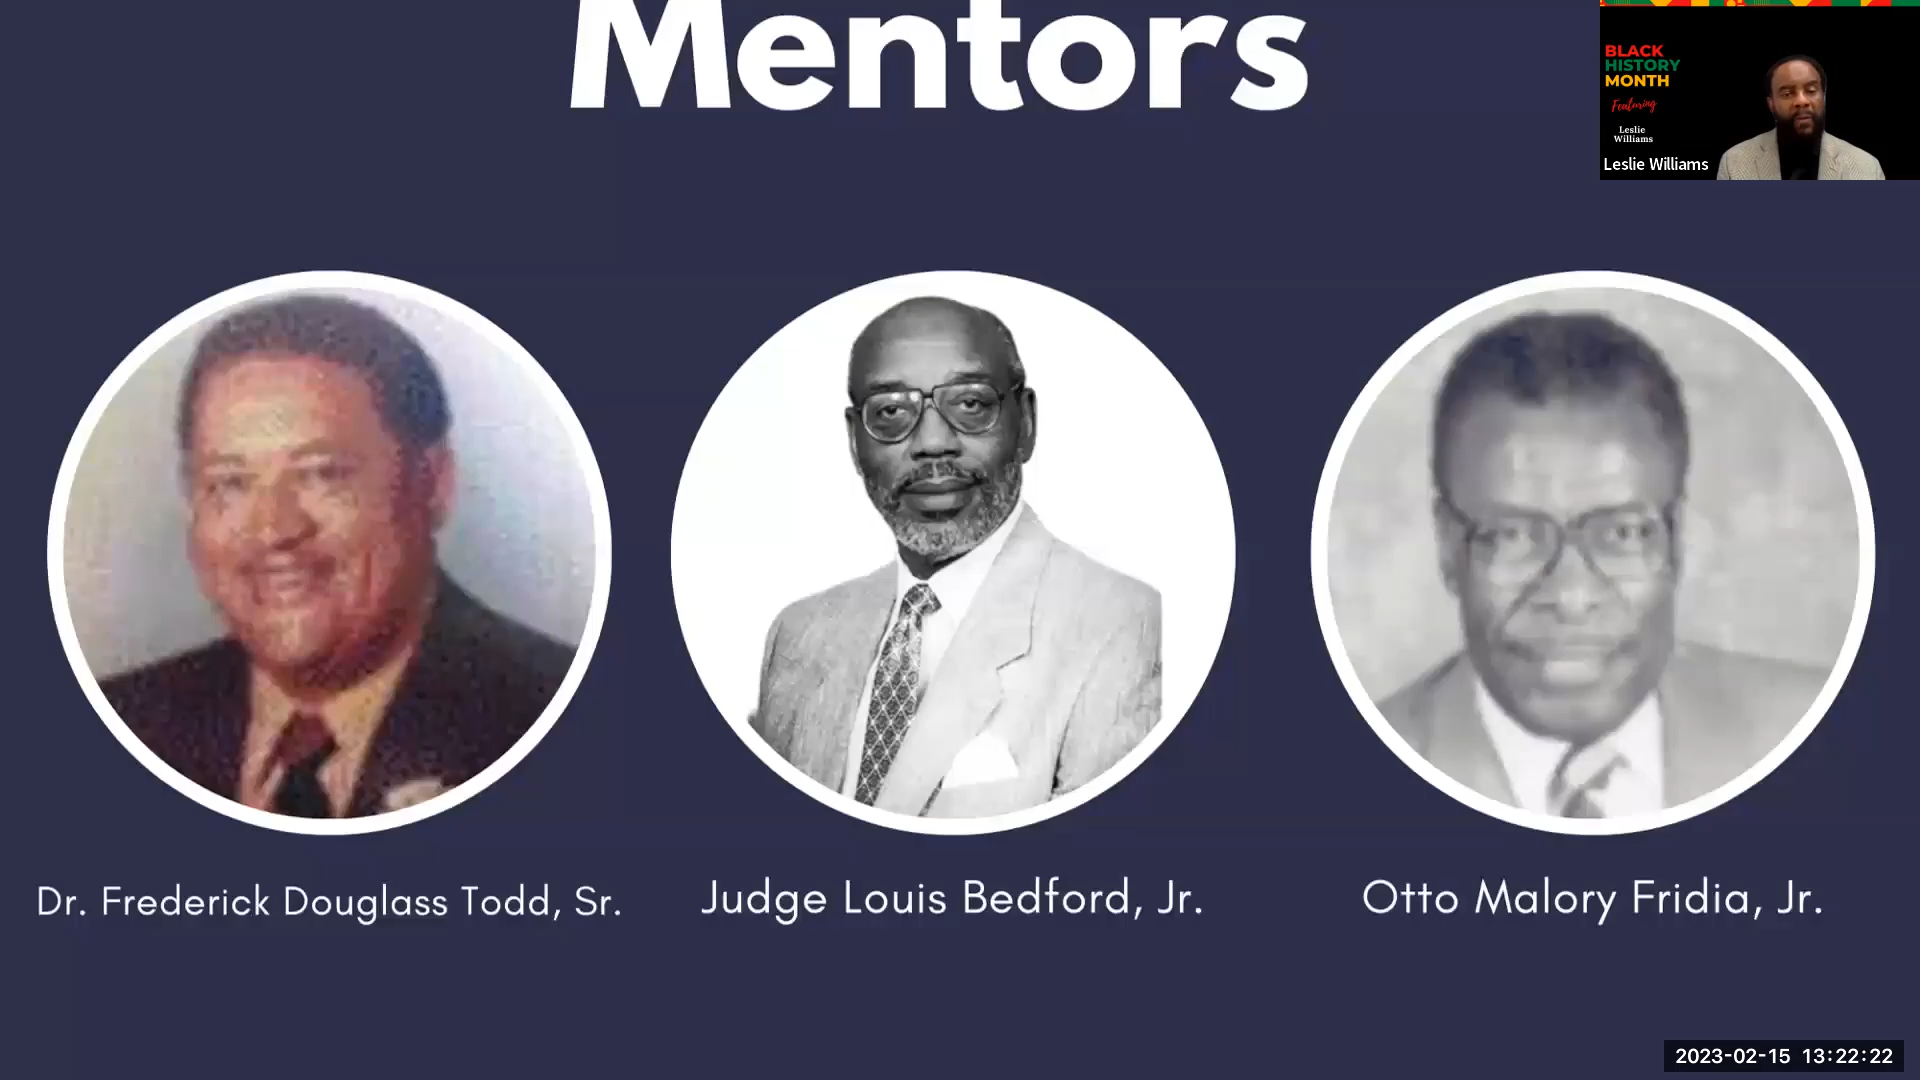 Mentors
BLACK
HISTORY
MONTH
Featuring
Leslie
Williams
Leslie Williams
Dr. Frederick Douglass Todd, Sr.
Judge Louis Bedford, Jr.
Otto Malory Fridia, Jr.
2023-02-15 13:22:22